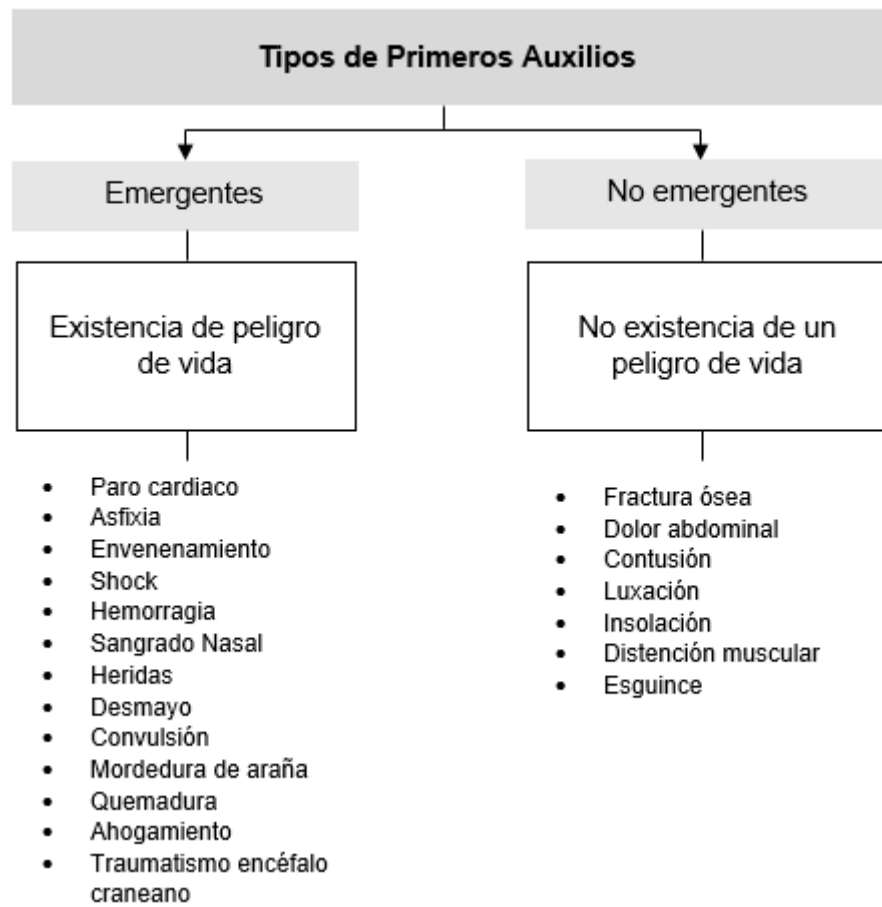 Tipos de Primeros Auxilios
Emergentes
No emergentes
Existencia de peligro
de vida
No existencia de un
peligro de vida
• Paro cardiaco
• Asfixia
• Envenenamiento
• Shock
• Hemorragia
• Sangrado Nasal
• Heridas
• Desmayo
• Convulsión
• Mordedura de araña
• Quemadura
• Ahogamiento
• Traumatismo encéfalo
craneano
• Fractura ósea
• Dolor abdominal
• Contusión
• Luxación
• Insolación
• Distención muscular
• Esguince